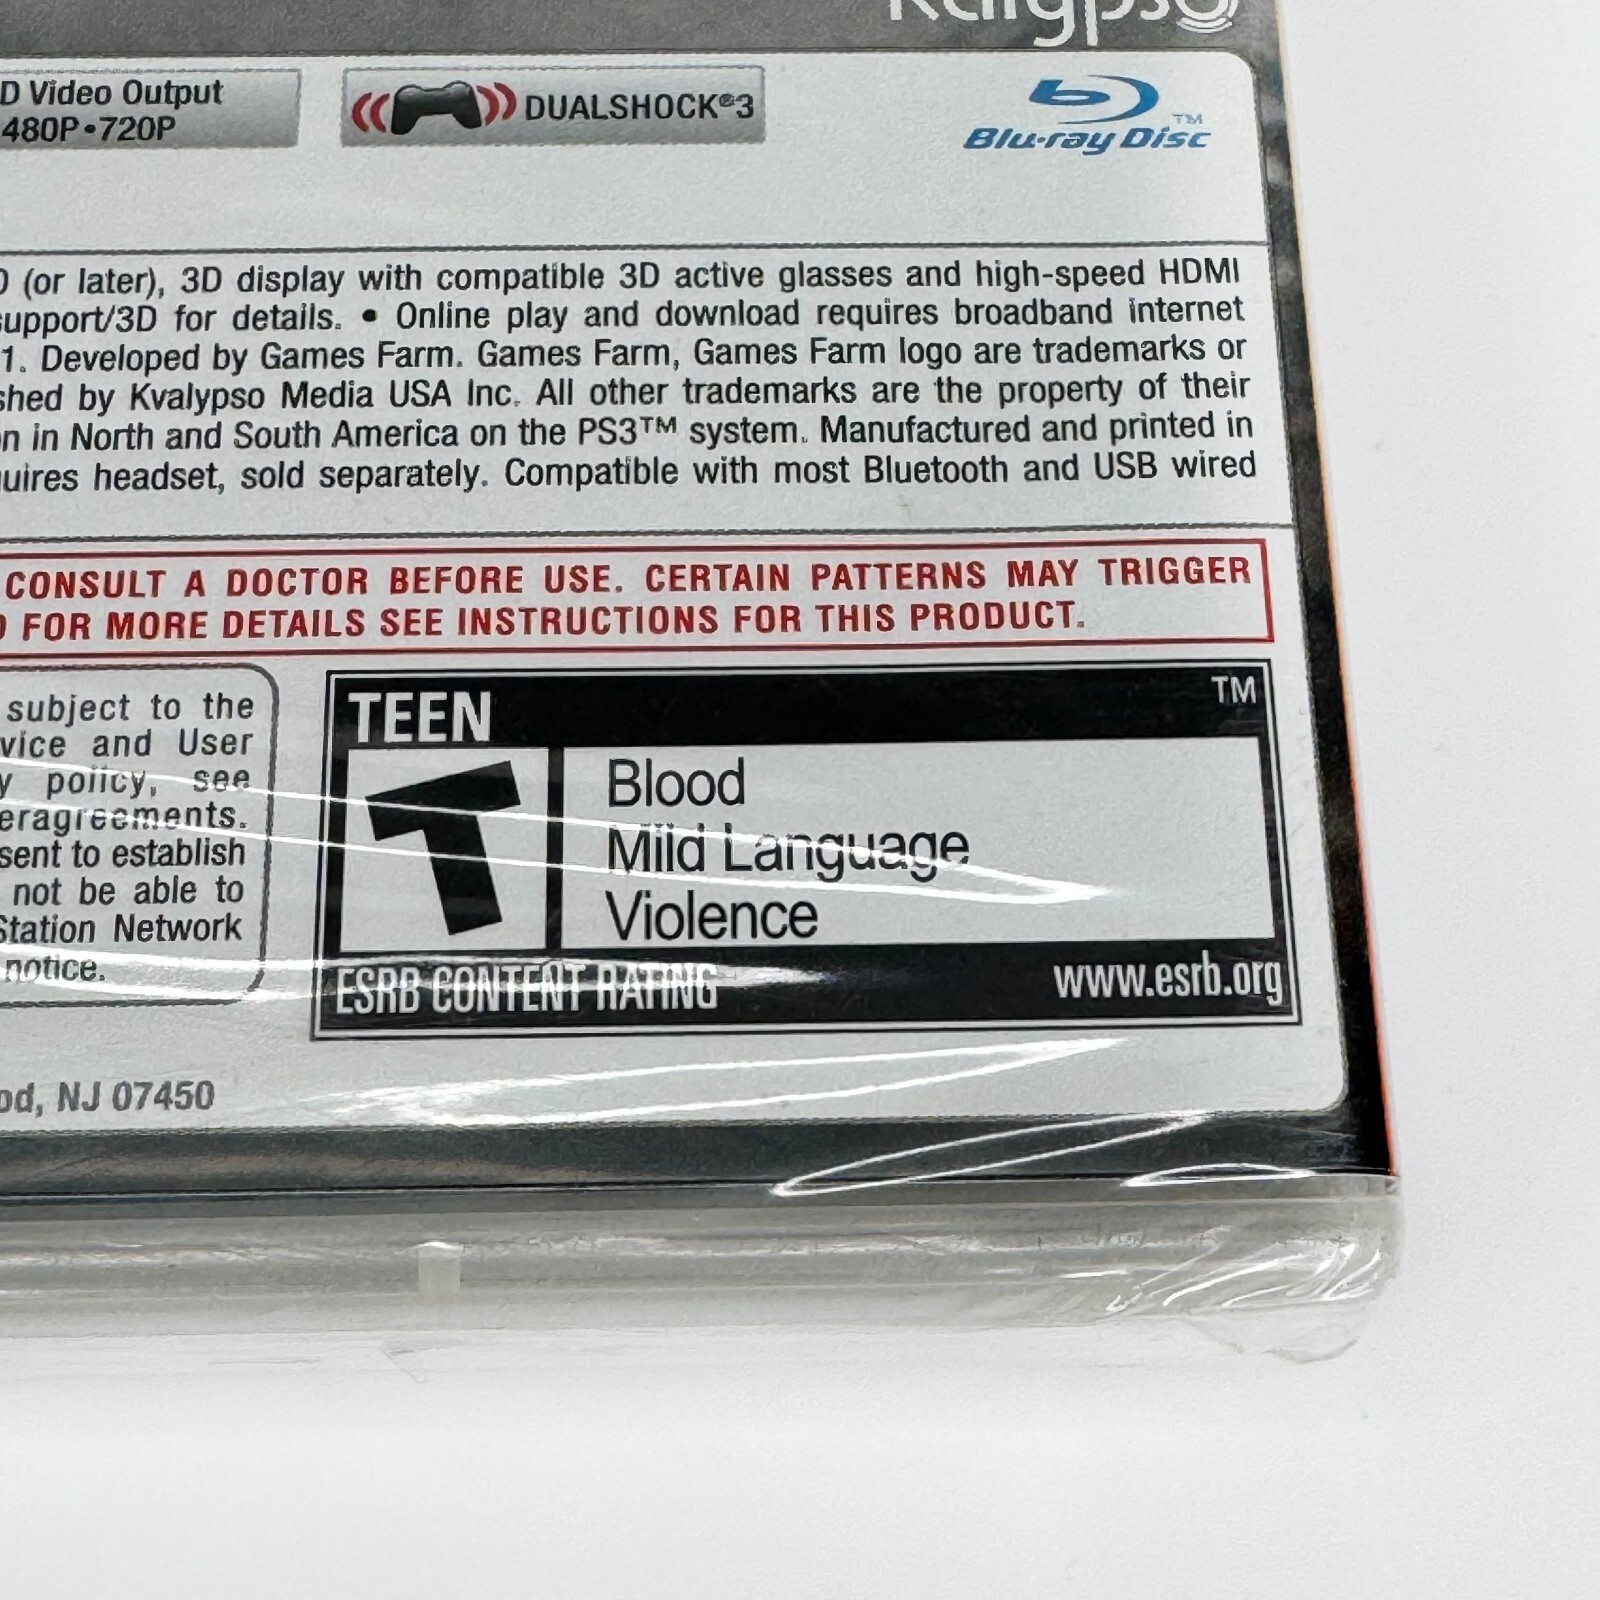 Kalypso
D Video Output
480P•720P
DUALSHOCK®3
Blu-ray Disc™
(or later), 3D display with compatible 3D active glasses and high-speed HDMI
support/3D for details. • Online play and download requires broadband internet
1. Developed by Games Farm. Games Farm, Games Farm logo are trademarks or
shed by Kvalypso Media USA Inc. All other trademarks are the property of their
n in North and South America on the PS3™ system. Manufactured and printed in
uires headset, sold separately. Compatible with most Bluetooth and USB wired
CONSULT A DOCTOR BEFORE USE. CERTAIN PATTERNS MAY TRIGGER
FOR MORE DETAILS SEE INSTRUCTIONS FOR THIS PRODUCT.
subject to the
vice and User
y policy, see
eragreements.
sent to establish
not be able to
Station Network
notice.
TEEN
TM
T
Blood
Mild Language
Violence
ESRB CONTENT RATING
www.esrb.org
od, NJ 07450